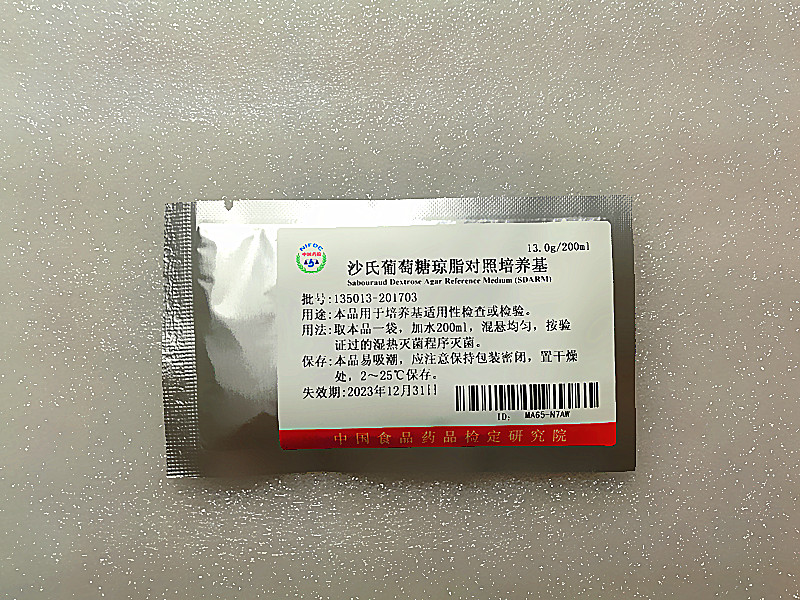 13.0g/200ml
NIFDC
中国药检
沙氏葡萄糖琼脂对照培养基
Sabouraud Dextrose Agar Reference Medium (SDARM)
批号:135013-201703
用途:本品用于培养基适用性检查或检验。
用法:取本品一袋，加水200ml，混悬均匀，按验
证过的湿热灭菌程序灭菌。
保存:本品易吸潮，应注意保持包装密闭，置干燥
处，2～25℃保存。
失效期:2023年12月31日
ID: MA65-N7AW
中国食品药品检定研究院